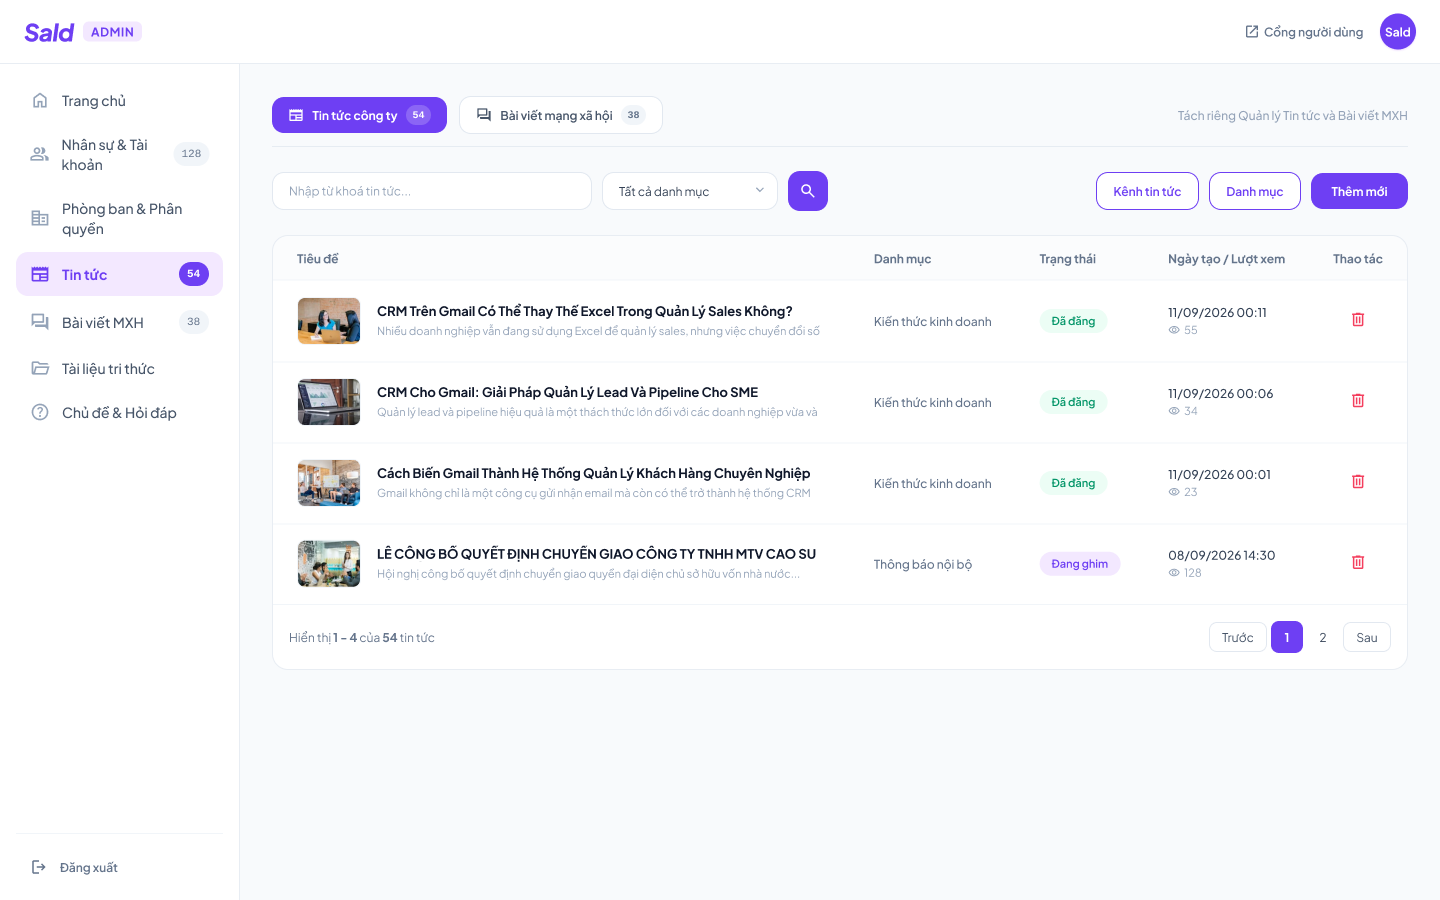 Sald ADMIN
Cổng người dùng
Sald
Trang chủ
Nhân sự & Tài
khoản
128
Phòng ban & Phân
quyền
Tin tức 54
Bài viết MXH 38
Tài liệu tri thức
Chủ đề & Hỏi đáp
Đăng xuất
Tin tức công ty 54
Bài viết mạng xã hội 38
Tách riêng Quản lý Tin tức và Bài viết MXH
Nhập từ khoá tin tức...
Tất cả danh mục
Kênh tin tức
Danh mục
Thêm mới
Tiêu đề Danh mục Trạng thái Ngày tạo / Lượt xem Thao tác
CRM Trên Gmail Có Thể Thay Thế Excel Trong Quản Lý Sales Không?
Nhiều doanh nghiệp vẫn đang sử dụng Excel để quản lý sales, nhưng việc chuyển đổi số
Kiến thức kinh doanh
Đã đăng
11/09/2026 00:11
55
CRM Cho Gmail: Giải Pháp Quản Lý Lead Và Pipeline Cho SME
Quản lý lead và pipeline hiệu quả là một thách thức lớn đối với các doanh nghiệp vừa và
Kiến thức kinh doanh
Đã đăng
11/09/2026 00:06
34
Cách Biến Gmail Thành Hệ Thống Quản Lý Khách Hàng Chuyên Nghiệp
Gmail không chỉ là một công cụ gửi nhận email mà còn có thể trở thành hệ thống CRM
Kiến thức kinh doanh
Đã đăng
11/09/2026 00:01
23
LỄ CÔNG BỐ QUYẾT ĐỊNH CHUYỂN GIAO CÔNG TY TNHH MTV CAO SU
Hội nghị công bố quyết định chuyển giao quyền đại diện chủ sở hữu vốn nhà nước...
Thông báo nội bộ
Đang ghim
08/09/2026 14:30
128
Hiển thị 1 - 4 của 54 tin tức
Trước 1 2 Sau